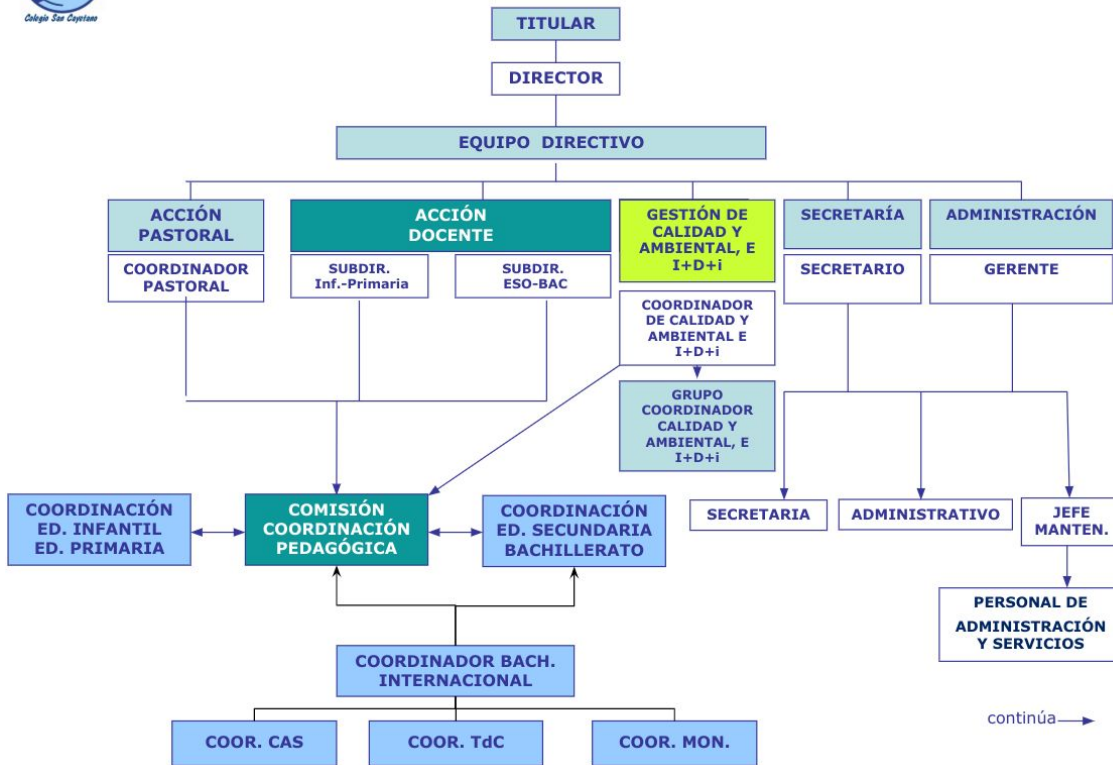 Colegio San Cayetano
TITULAR
DIRECTOR
EQUIPO DIRECTIVO
ACCIÓN
PASTORAL
ACCIÓN
DOCENTE
GESTIÓN DE
CALIDAD Y
AMBIENTAL, E
I+D+i
SECRETARÍA
ADMINISTRACIÓN
COORDINADOR
PASTORAL
SUBDIR.
Inf.-Primaria
SUBDIR.
ESO-BAC
SECRETARIO
GERENTE
COORDINADOR
DE CALIDAD Y
AMBIENTAL E
I+D+i
GRUPO
COORDINADOR
CALIDAD Y
AMBIENTAL, E
I+D+i
COORDINACIÓN
ED. INFANTIL
ED. PRIMARIA
COMISIÓN
COORDINACIÓN
PEDAGÓGICA
COORDINACIÓN
ED. SECUNDARIA
BACHILLERATO
SECRETARIA
ADMINISTRATIVO
JEFE
MANTEN.
PERSONAL DE
ADMINISTRACIÓN
Y SERVICIOS
COORDINADOR BACH.
INTERNACIONAL
COOR. CAS
COOR. TdC
COOR. MON.
continúa